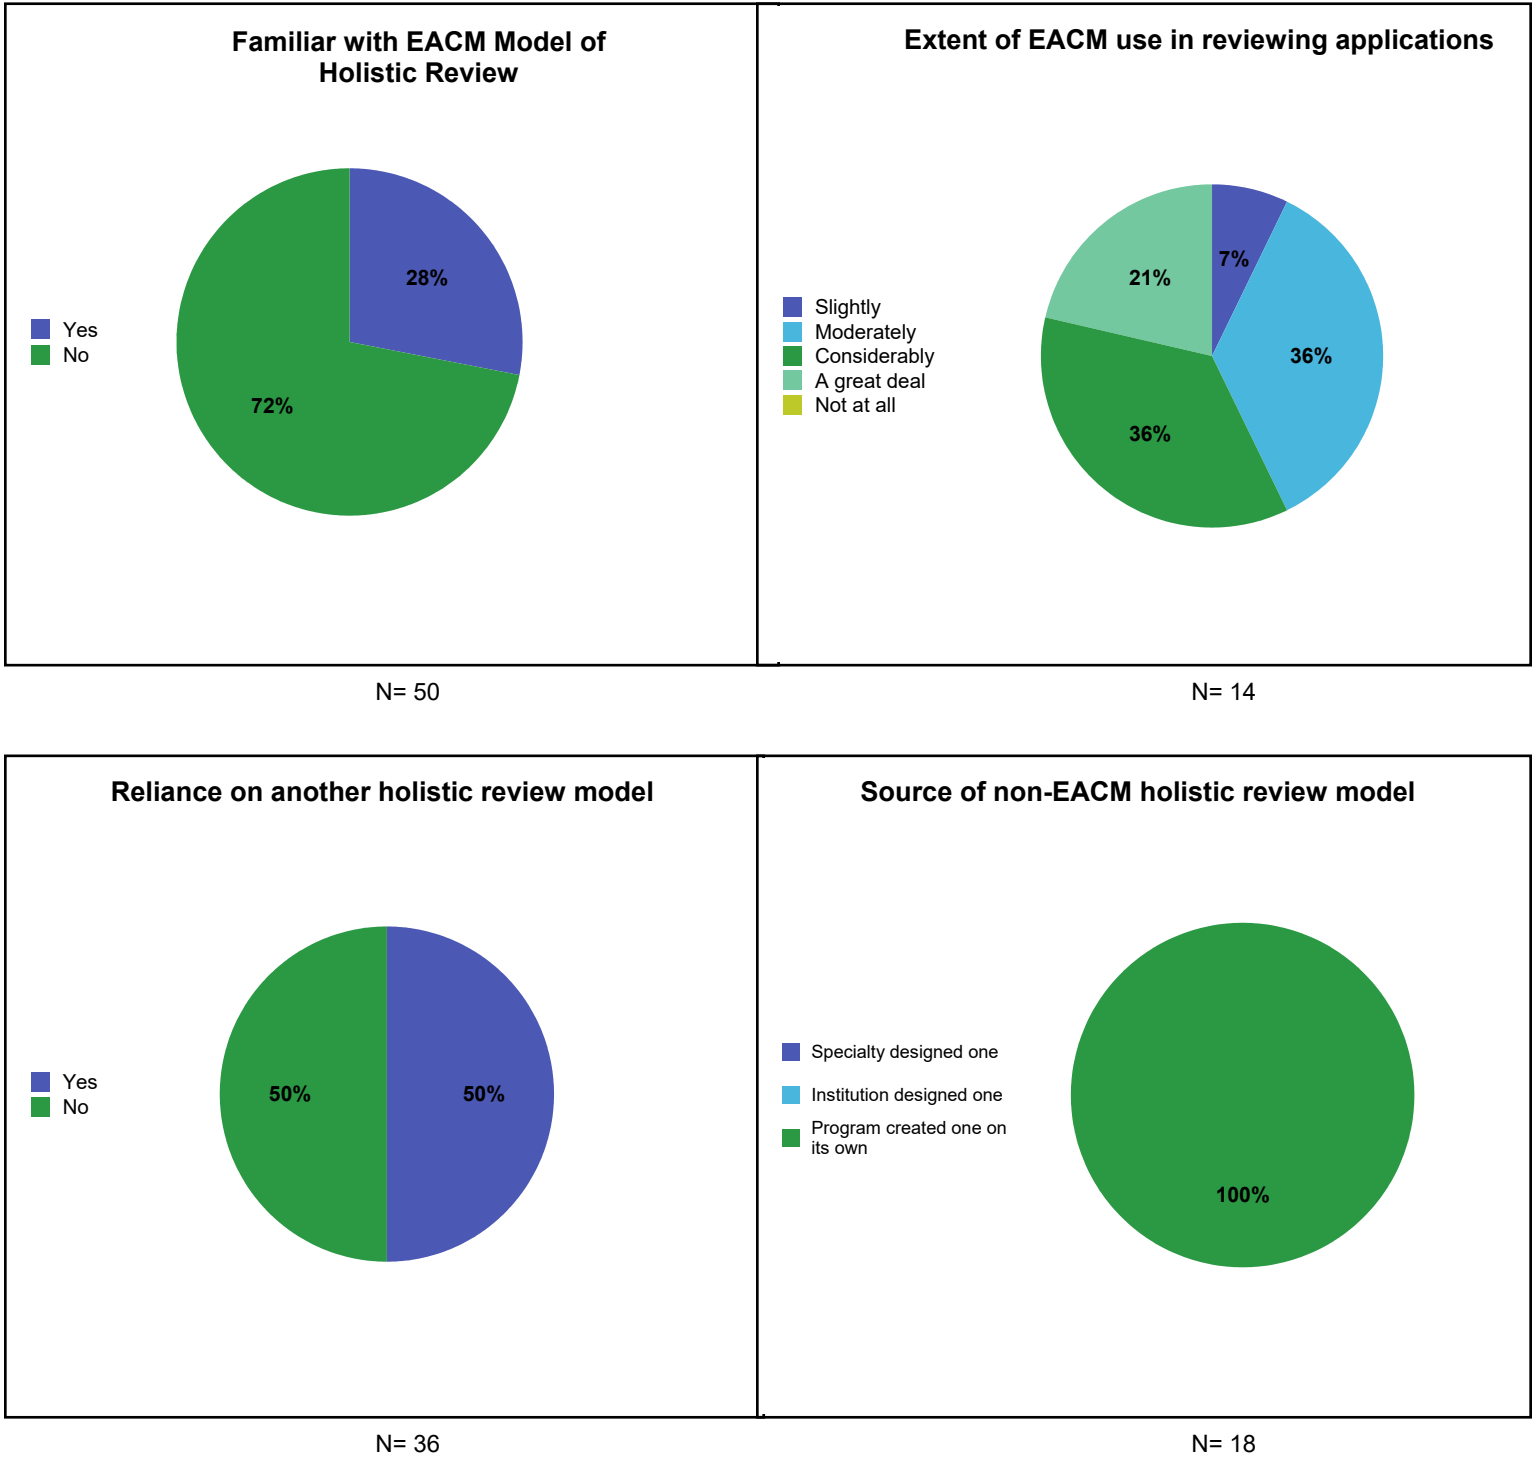 Familiar with EACM Model of
Holistic Review
28%
72%
Yes
No
N= 50
Extent of EACM use in reviewing applications
7%
21%
36%
36%
Slightly
Moderately
Considerably
A great deal
Not at all
N= 14
Reliance on another holistic review model
Yes
No
50%
50%
N= 36
Source of non-EACM holistic review model
Specialty designed one
Institution designed one
Program created one on
its own
100%
N= 18